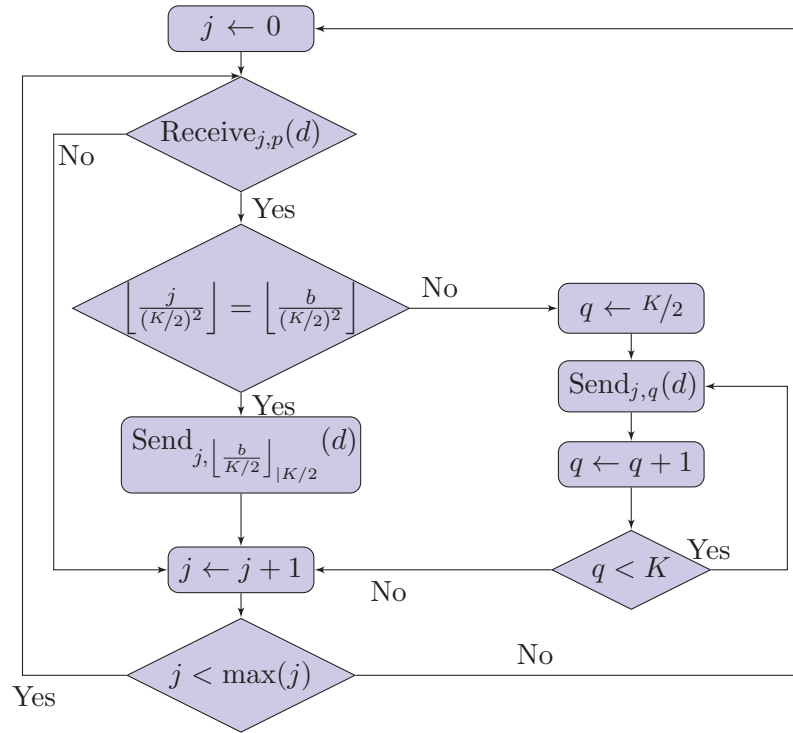 j ← 0
Receive_{j,p}(d)
No
Yes
⌊j/(K/2)²⌋ = ⌊b/(K/2)²⌋
No
q ← K/2
Send_{j,q}(d)
Yes
Send_{j,⌊b/(K/2)⌋_{|K/2}}(d)
q ← q + 1
j ← j + 1
q < K
Yes
No
j < max(j)
No
Yes